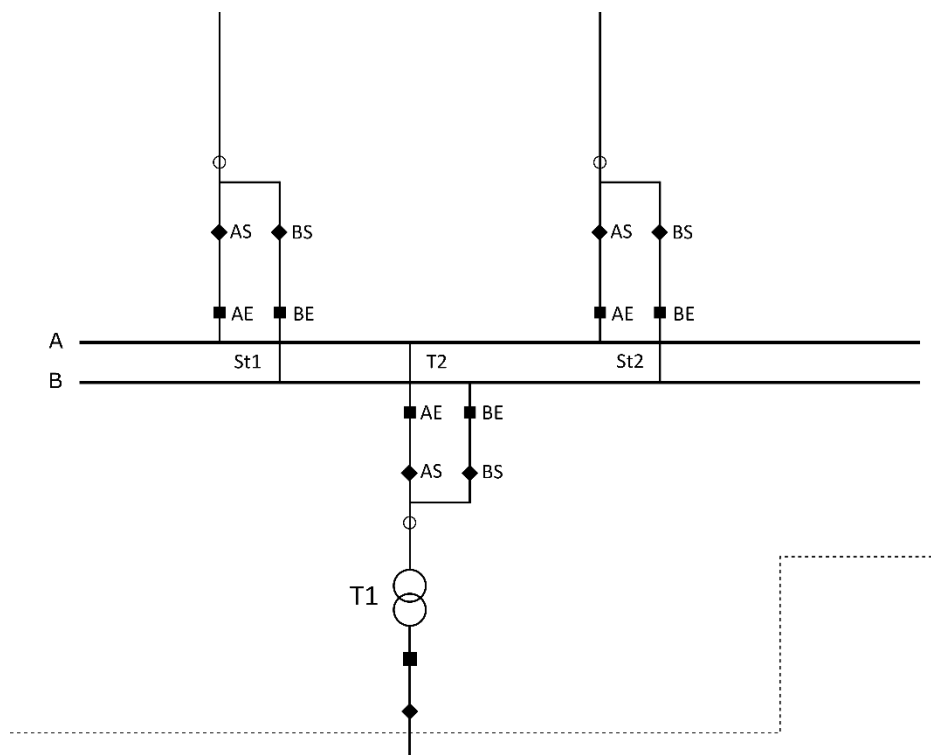 AS BS AS BS
AE BE AE BE
A
St1 T2 St2
B
AE BE
AS BS
T1